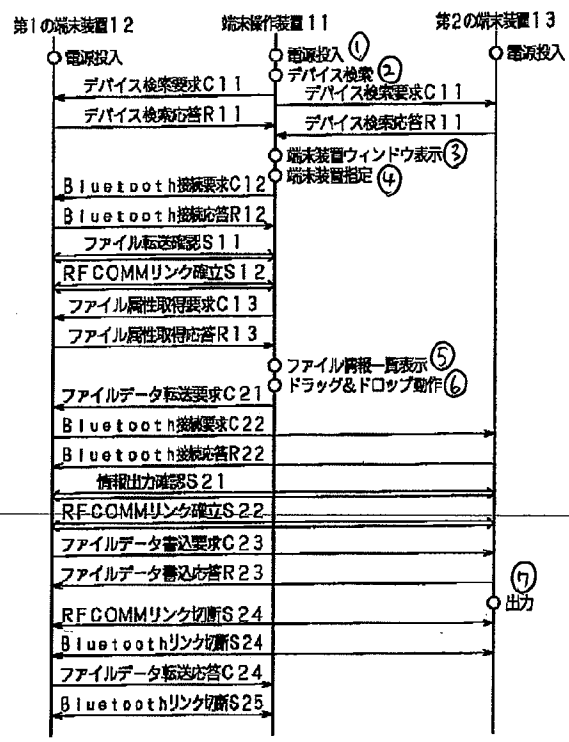 第1の端末装置12 端末操作装置11 第2の端末装置13
電源投入 電源投入 ① 電源投入
デバイス検索 ②
デバイス検索要求C11 デバイス検索要求C11
デバイス検索応答R11 デバイス検索応答R11
端末装置ウィンドウ表示 ③
端末装置指定 ④
Bluetooth接続要求C12
Bluetooth接続応答R12
ファイル転送確認S11
RFCOMMリンク確立S12
ファイル属性取得要求C13
ファイル属性取得応答R13
ファイル情報一覧表示 ⑤
ドラッグ&ドロップ動作 ⑥
ファイルデータ転送要求C21
Bluetooth接続要求C22
Bluetooth接続応答R22
情報出力確認S21
RFCOMMリンク確立S22
ファイルデータ書込要求C23
ファイルデータ書込応答R23
⑦
出力
RFCOMMリンク切断S24
Bluetoothリンク切断S24
ファイルデータ転送応答C24
Bluetoothリンク切断S25